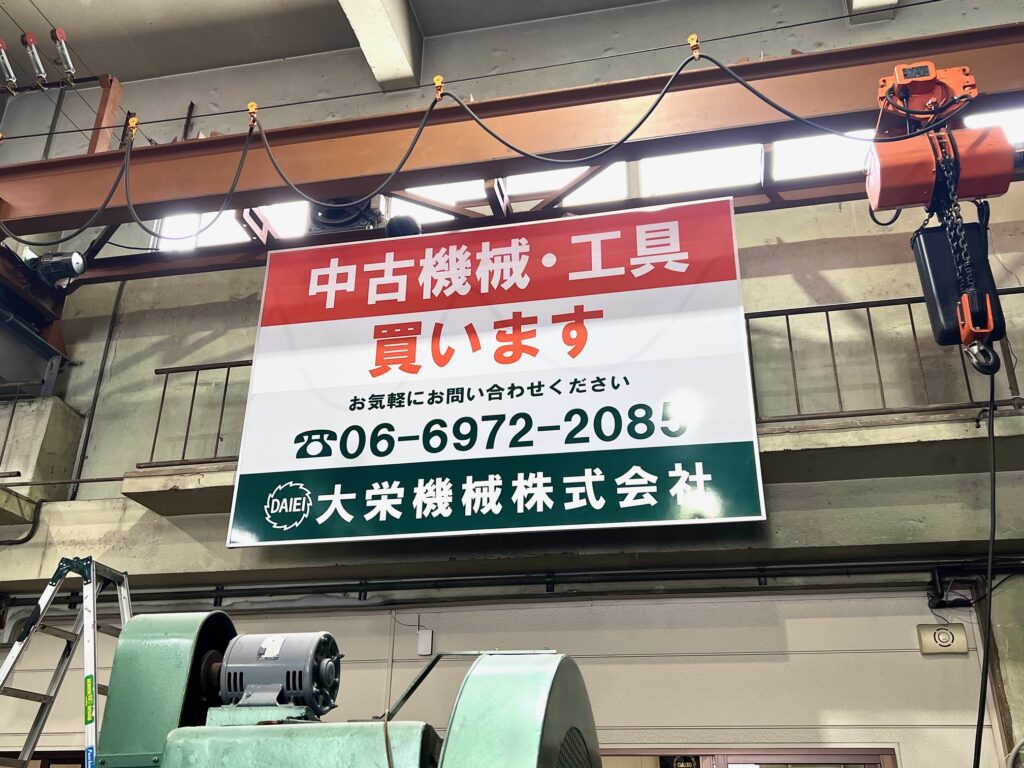 中古機械・工具
買います
お気軽にお問い合わせください
☎06-6972-2085
DAIEI 大栄機械株式会社